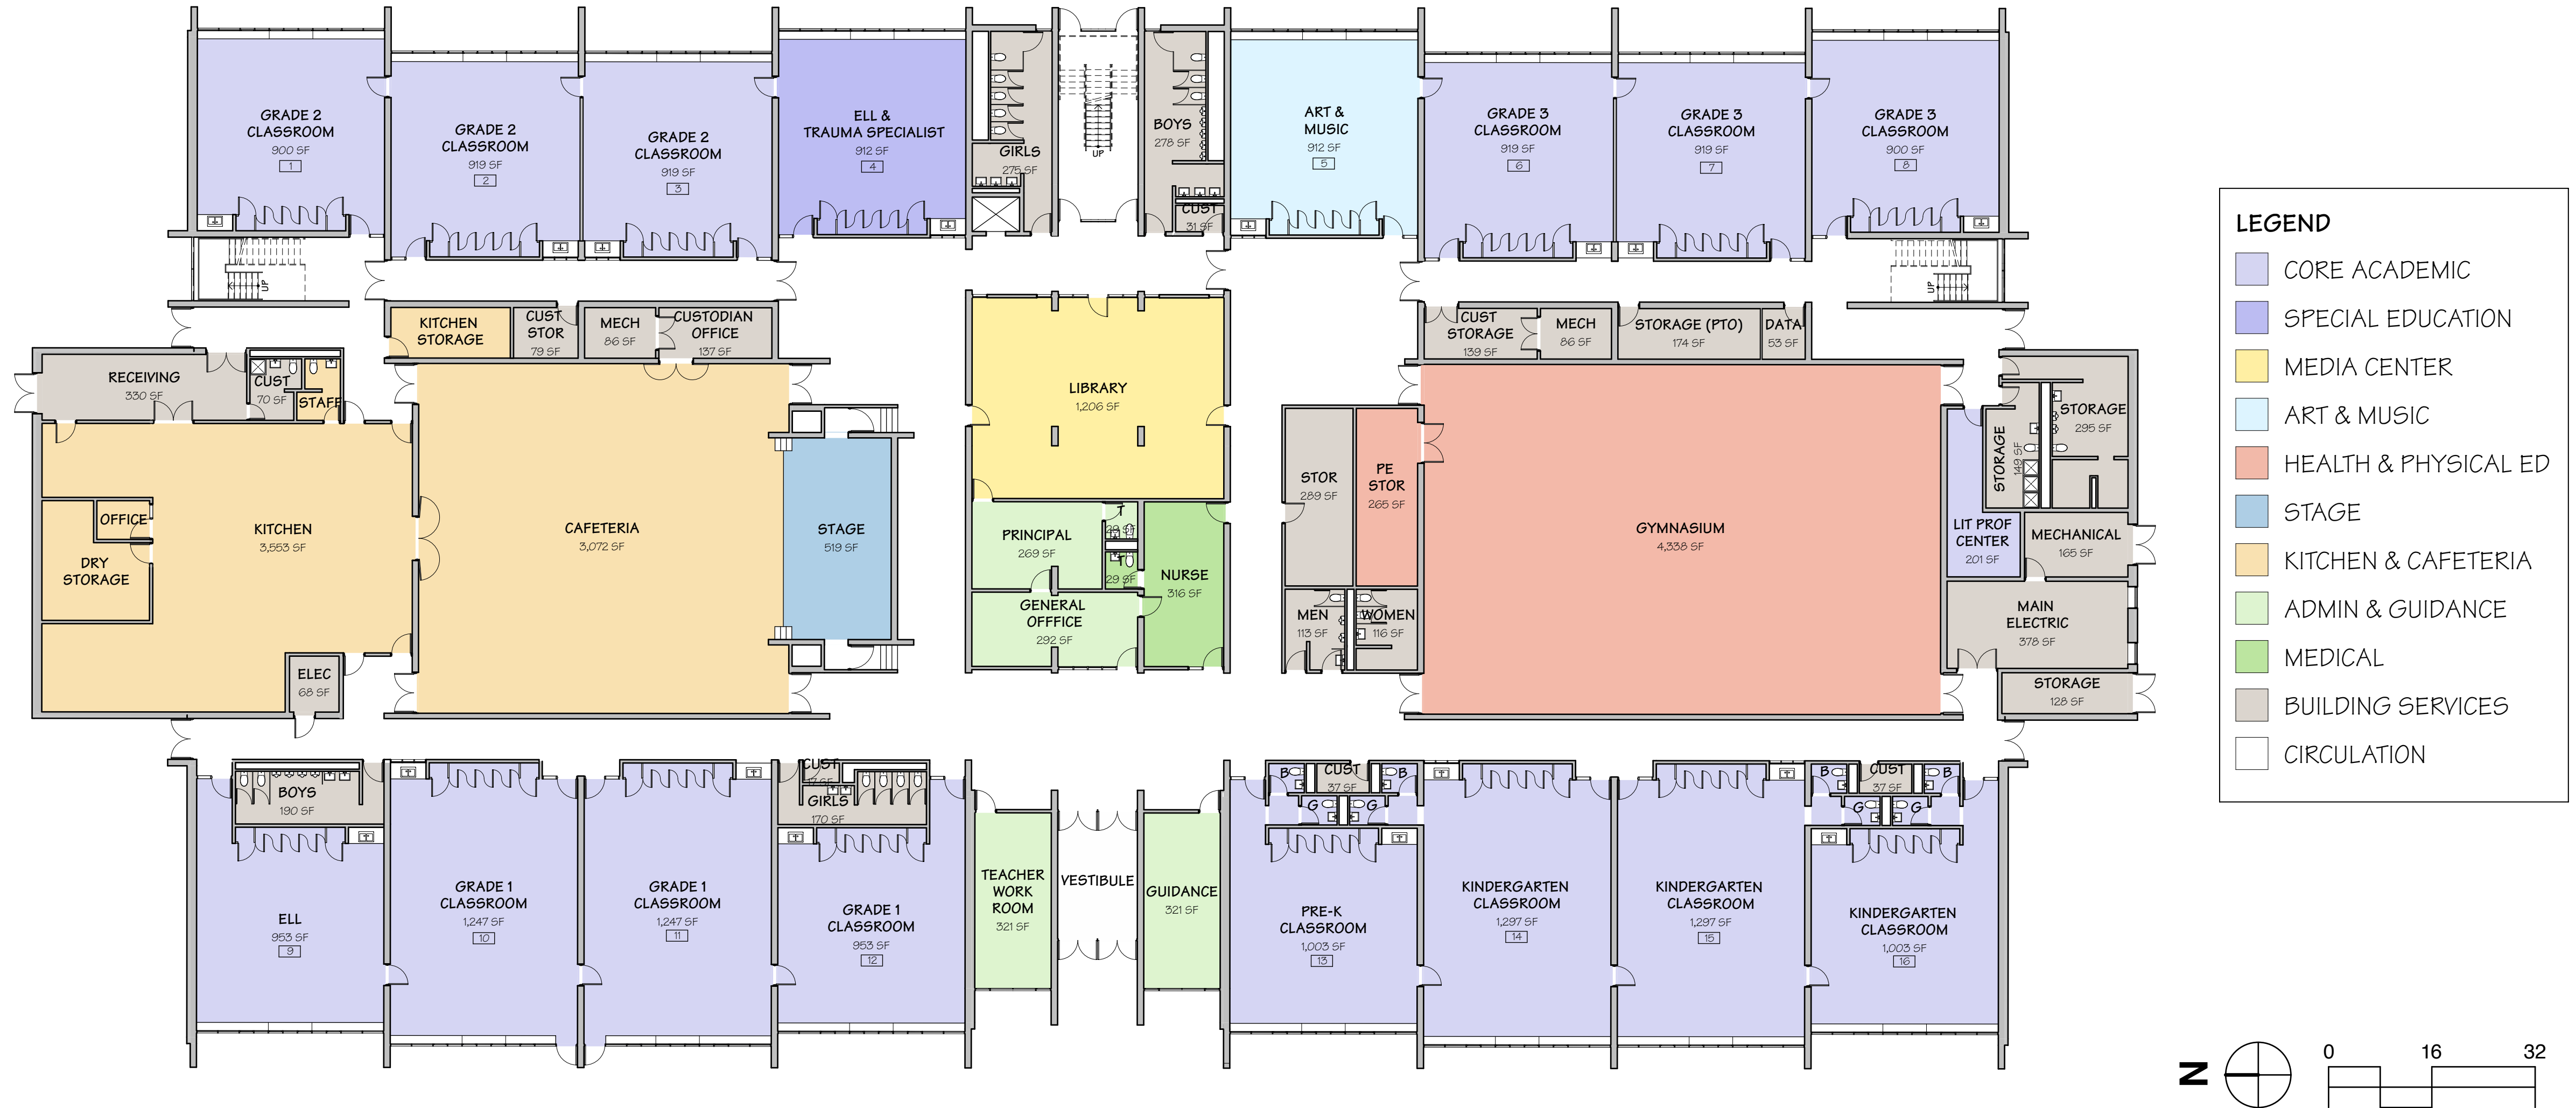 GRADE 2
CLASSROOM
900 SF
1
GRADE 2
CLASSROOM
919 SF
2
GRADE 2
CLASSROOM
919 SF
3
ELL &
TRAUMA SPECIALIST
912 SF
4
GIRLS
275 SF
UP
BOYS
278 SF
CUST
31 SF
ART &
MUSIC
912 SF
5
GRADE 3
CLASSROOM
919 SF
6
GRADE 3
CLASSROOM
919 SF
7
GRADE 3
CLASSROOM
900 SF
8
UP
UP
KITCHEN
STORAGE
CUST
STOR
79 SF
MECH
86 SF
CUSTODIAN
OFFICE
137 SF
CUST
STORAGE
139 SF
MECH
86 SF
STORAGE (PTO)
174 SF
DATA
53 SF
RECEIVING
330 SF
CUST
70 SF
STAFF
LIBRARY
1,206 SF
STORAGE
295 SF
STORAGE
149 SF
STOR
289 SF
PE
STOR
265 SF
OFFICE
KITCHEN
3,553 SF
DRY
STORAGE
CAFETERIA
3,072 SF
STAGE
519 SF
PRINCIPAL
269 SF
T
29 SF
T
29 SF
NURSE
316 SF
GENERAL
OFFFICE
292 SF
GYMNASIUM
4,338 SF
LIT PROF
CENTER
201 SF
MECHANICAL
165 SF
MEN
113 SF
WOMEN
116 SF
MAIN
ELECTRIC
378 SF
ELEC
68 SF
STORAGE
128 SF
BOYS
190 SF
CUST
17 SF
GIRLS
170 SF
B
CUST
37 SF
B
G
G
B
CUST
37 SF
B
G
G
ELL
953 SF
9
GRADE 1
CLASSROOM
1,247 SF
10
GRADE 1
CLASSROOM
1,247 SF
11
GRADE 1
CLASSROOM
953 SF
12
TEACHER
WORK
ROOM
321 SF
VESTIBULE
GUIDANCE
321 SF
PRE-K
CLASSROOM
1,003 SF
13
KINDERGARTEN
CLASSROOM
1,297 SF
14
KINDERGARTEN
CLASSROOM
1,297 SF
15
KINDERGARTEN
CLASSROOM
1,003 SF
16
LEGEND
CORE ACADEMIC
SPECIAL EDUCATION
MEDIA CENTER
ART & MUSIC
HEALTH & PHYSICAL ED
STAGE
KITCHEN & CAFETERIA
ADMIN & GUIDANCE
MEDICAL
BUILDING SERVICES
CIRCULATION
N
0 16 32